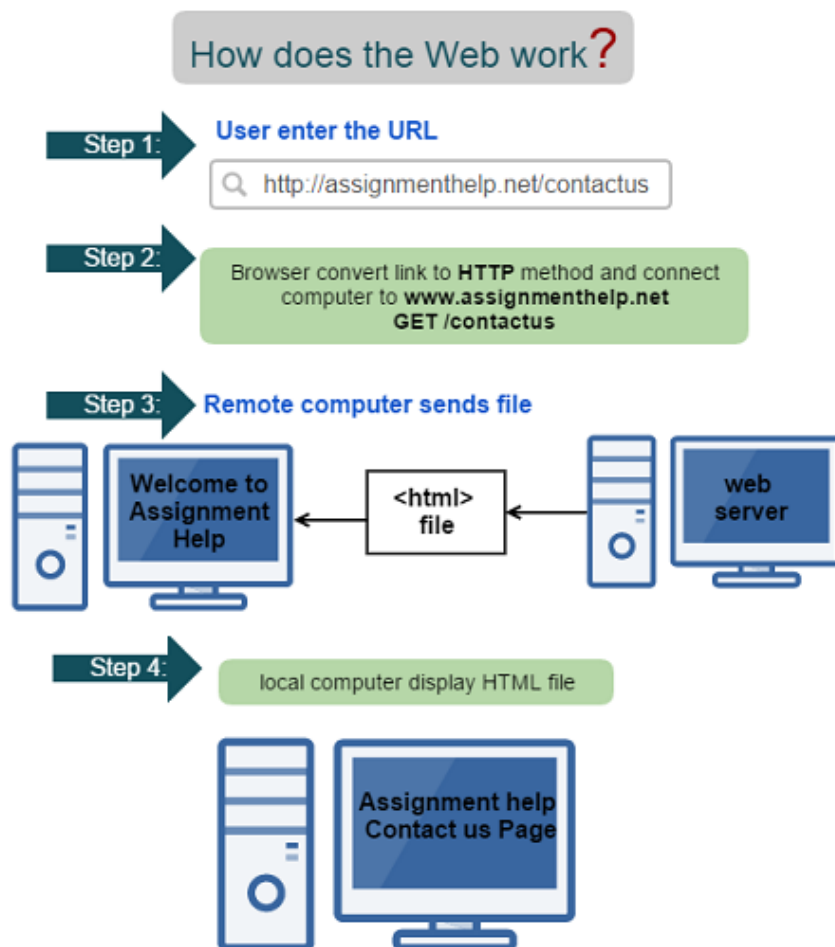 How does the Web work?
Step 1:
User enter the URL
http://assignmenthelp.net/contactus
Step 2:
Browser convert link to HTTP method and connect
computer to www.assignmenthelp.net
GET /contactus
Step 3:
Remote computer sends file
Welcome to
Assignment
Help
<html>
file
web
server
Step 4:
local computer display HTML file
Assignment help
Contact us Page